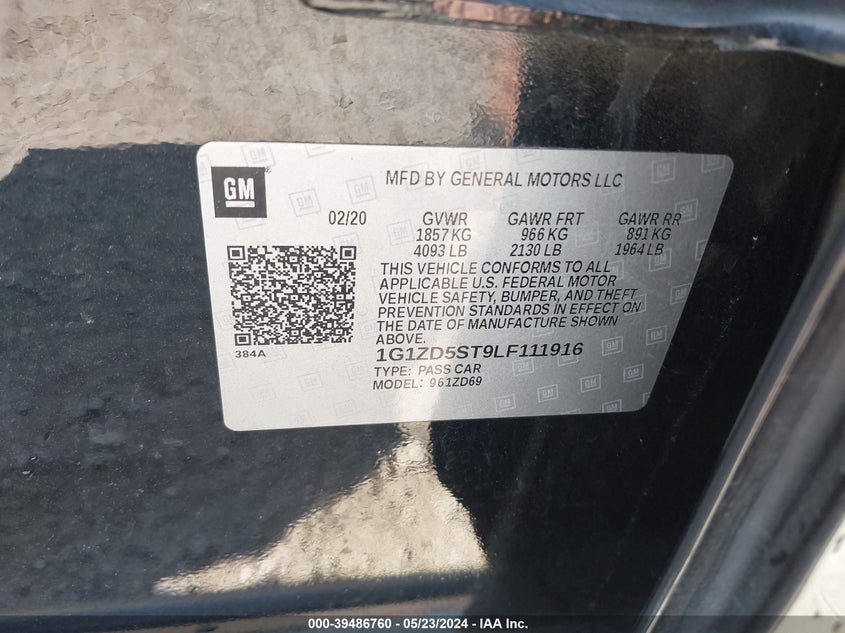 GM
MFD BY GENERAL MOTORS LLC
02/20 GVWR GAWR FRT GAWR RR
1857 KG 966 KG 891 KG
4093 LB 2130 LB 1964 LB
THIS VEHICLE CONFORMS TO ALL
APPLICABLE U.S. FEDERAL MOTOR
VEHICLE SAFETY, BUMPER, AND THEFT
PREVENTION STANDARDS IN EFFECT ON
THE DATE OF MANUFACTURE SHOWN
ABOVE.
384A
1G1ZD5ST9LF111916
TYPE: PASS CAR
MODEL: 961ZD69
000-39486760 - 05/23/2024 - IAA Inc.